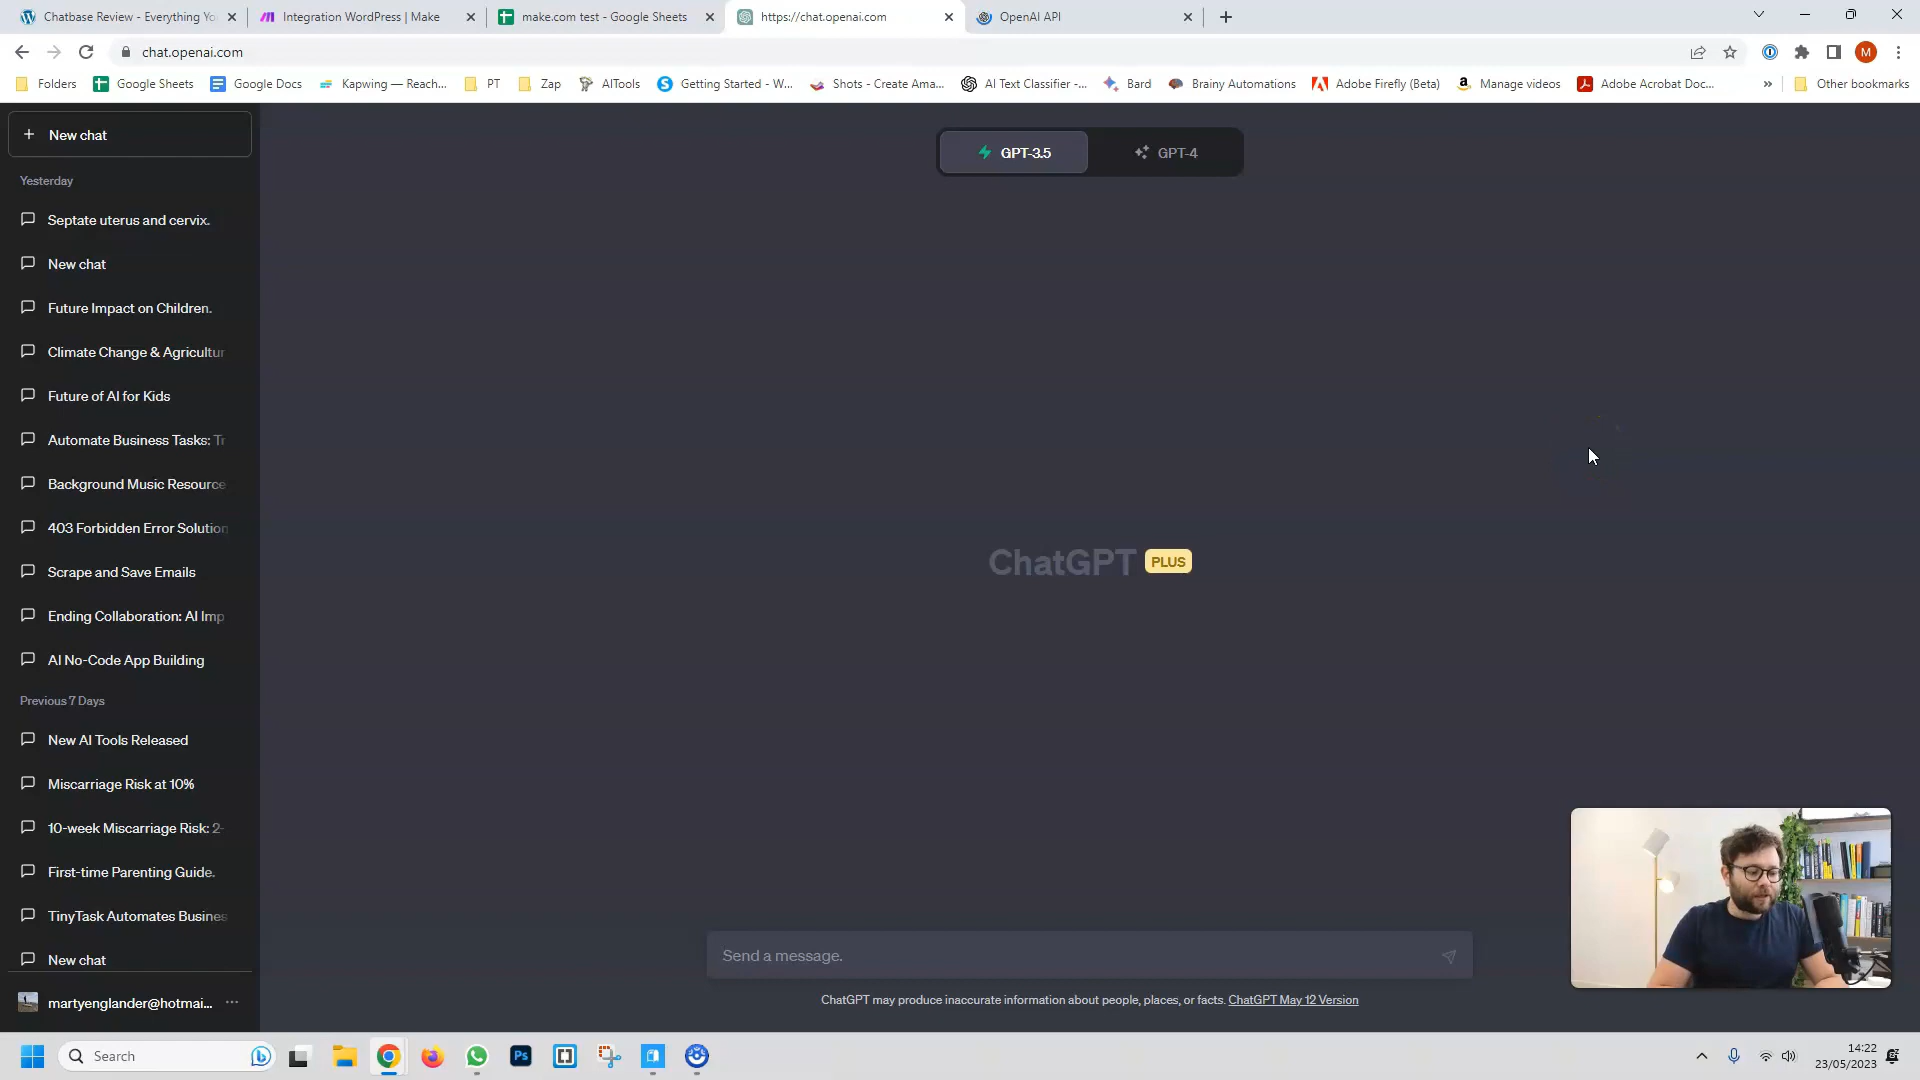 Chatbase Review - Everything Yo
Integration WordPress | Make
make.com test - Google Sheets
https://chat.openai.com
OpenAI API
chat.openai.com
Folders
Google Sheets
Google Docs
Kapwing — Reach...
PT
Zap
AITools
Getting Started - W...
Shots - Create Ama...
AI Text Classifier -...
Bard
Brainy Automations
Adobe Firefly (Beta)
Manage videos
Adobe Acrobat Doc...
»
Other bookmarks
M
+ New chat
Yesterday
Septate uterus and cervix.
New chat
Future Impact on Children.
Climate Change & Agricultur
Future of AI for Kids
Automate Business Tasks: Tr
Background Music Resource
403 Forbidden Error Solution
Scrape and Save Emails
Ending Collaboration: AI Imp
AI No-Code App Building
Previous 7 Days
New AI Tools Released
Miscarriage Risk at 10%
10-week Miscarriage Risk: 2-
First-time Parenting Guide.
TinyTask Automates Busines
New chat
martyenglander@hotmai...
GPT-3.5
GPT-4
ChatGPT PLUS
Send a message.
ChatGPT may produce inaccurate information about people, places, or facts. ChatGPT May 12 Version
Search
Ps
14:22
23/05/2023